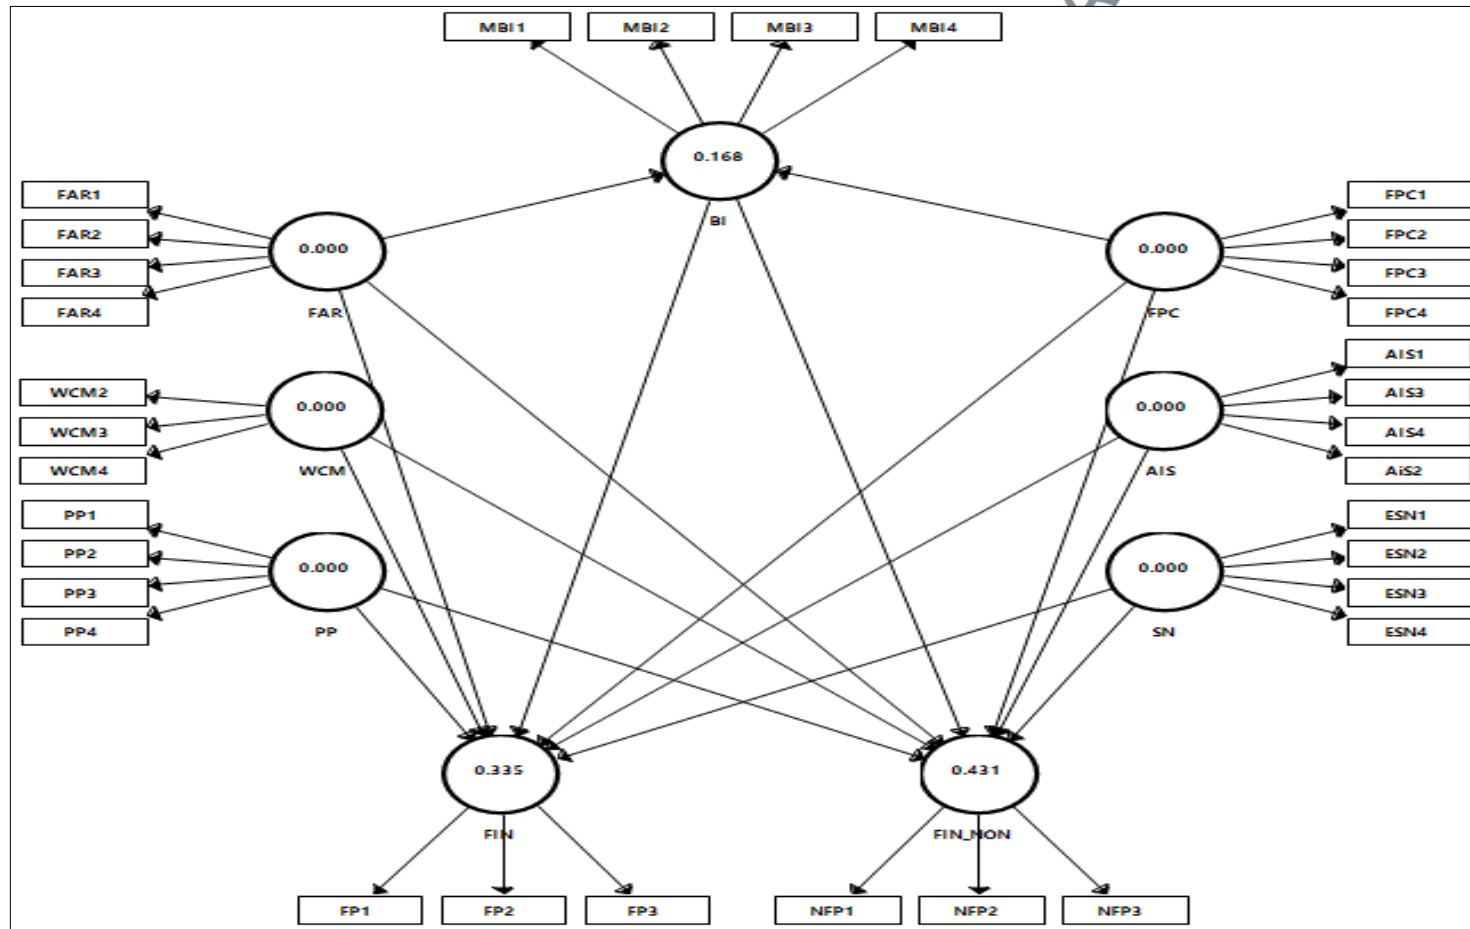 MBI1 MBI2 MBI3 MBI4
0.168
BI
FAR1
FAR2
FAR3
FAR4
0.000
FAR
FPC1
FPC2
FPC3
FPC4
0.000
FPC
WCM2
WCM3
WCM4
0.000
WCM
AIS1
AIS3
AIS4
AiS2
0.000
AIS
PP1
PP2
PP3
PP4
0.000
PP
ESN1
ESN2
ESN3
ESN4
0.000
SN
0.335
FIN
0.431
FIN_NON
FP1 FP2 FP3
NFP1 NFP2 NFP3